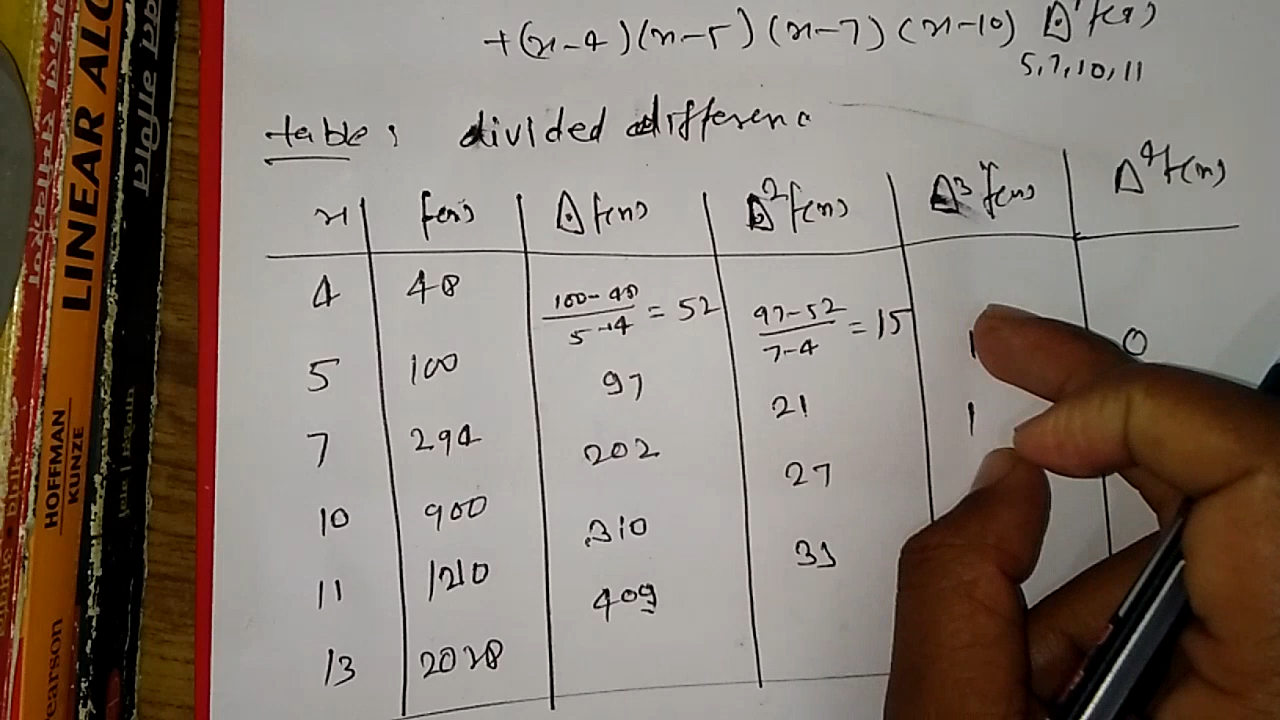 +(x-4)(x-5)(x-7)(x-10) Δ⁴f(x)
5,7,10,11
table: divided differenc
x f(x) Δf(x) Δ²f(x) Δ³f(x) Δ⁴f(x)
4 48
(100-48)/(5-4) = 52
(97-52)/(7-4) = 15
1 0
5 100 97
21 1
7 294 202
27
10 900 310
33
11 1210 409
13 2028
LINEAR ALG
HOFFMAN
KUNZE
Pearson